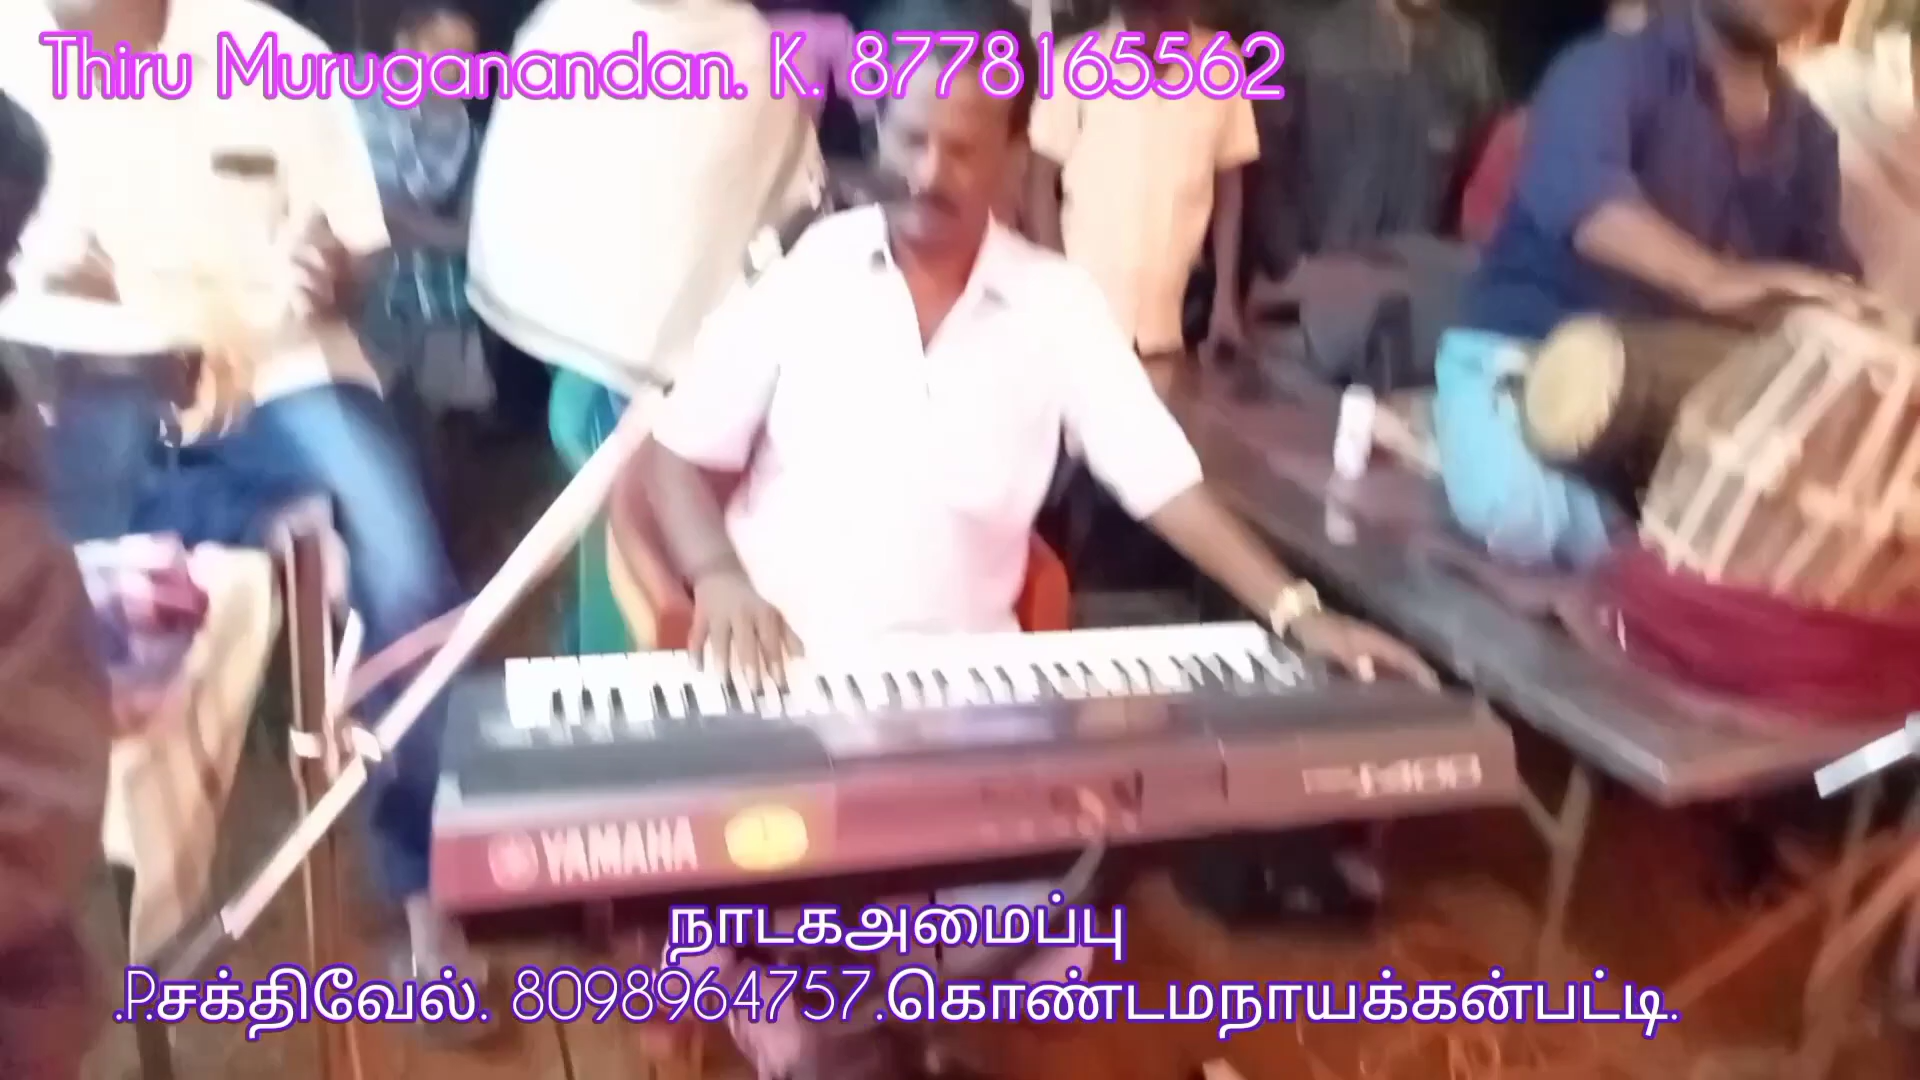 Thiru Muruganandan. K. 8778165562
YAMAHA
நாடகஅமைப்பு
.P.சக்திவேல். 8098964757.கொண்டமநாயக்கன்பட்டி.